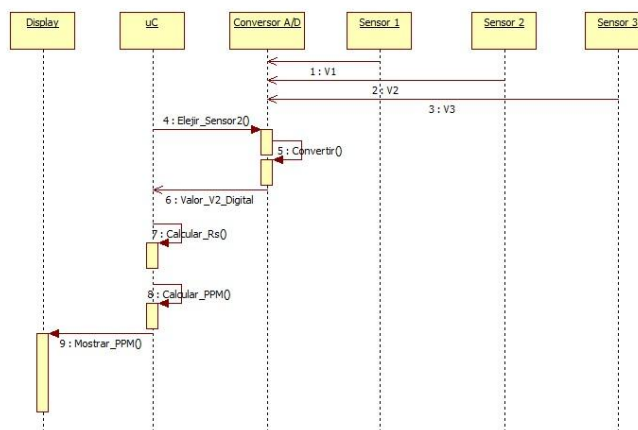 Display
uC
Conversor A/D
Sensor 1
Sensor 2
Sensor 3
1 : V1
2 : V2
3 : V3
4 : Elejir_Sensor2()
5 : Convertir()
6 : Valor_V2_Digital
7 : Calcular_Rs()
8 : Calcular_PPM()
9 : Mostrar_PPM()